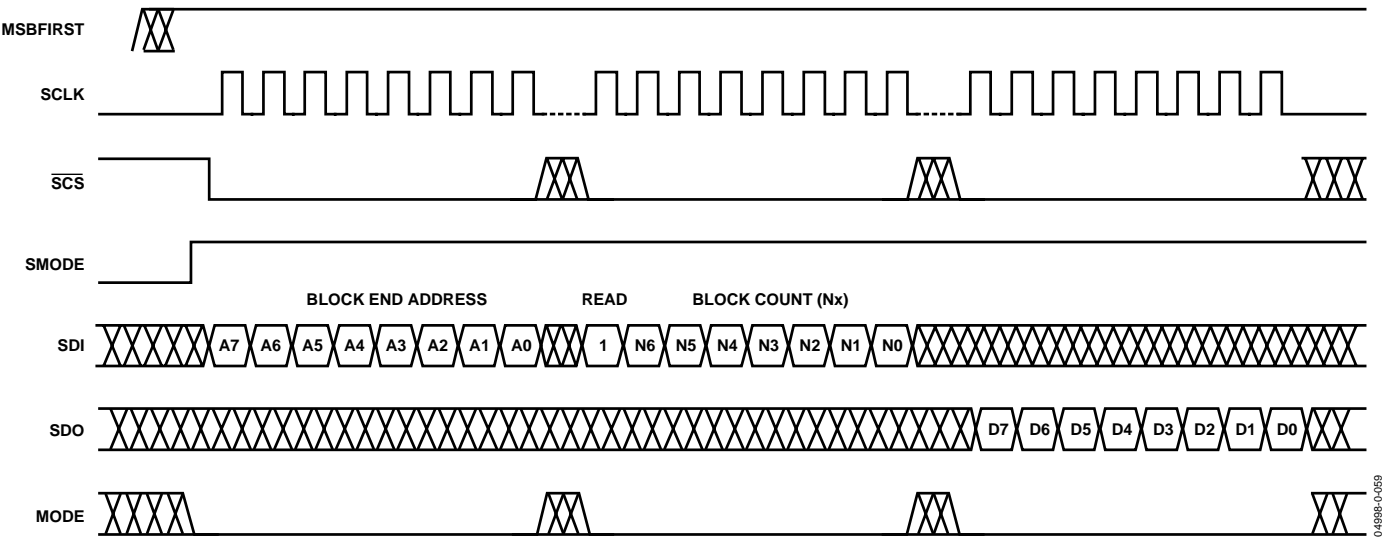 MSBFIRST
SCLK
SCS
SMODE
BLOCK END ADDRESS READ BLOCK COUNT (Nx)
SDI A7 A6 A5 A4 A3 A2 A1 A0 1 N6 N5 N4 N3 N2 N1 N0
SDO D7 D6 D5 D4 D3 D2 D1 D0
MODE
04998-0-059